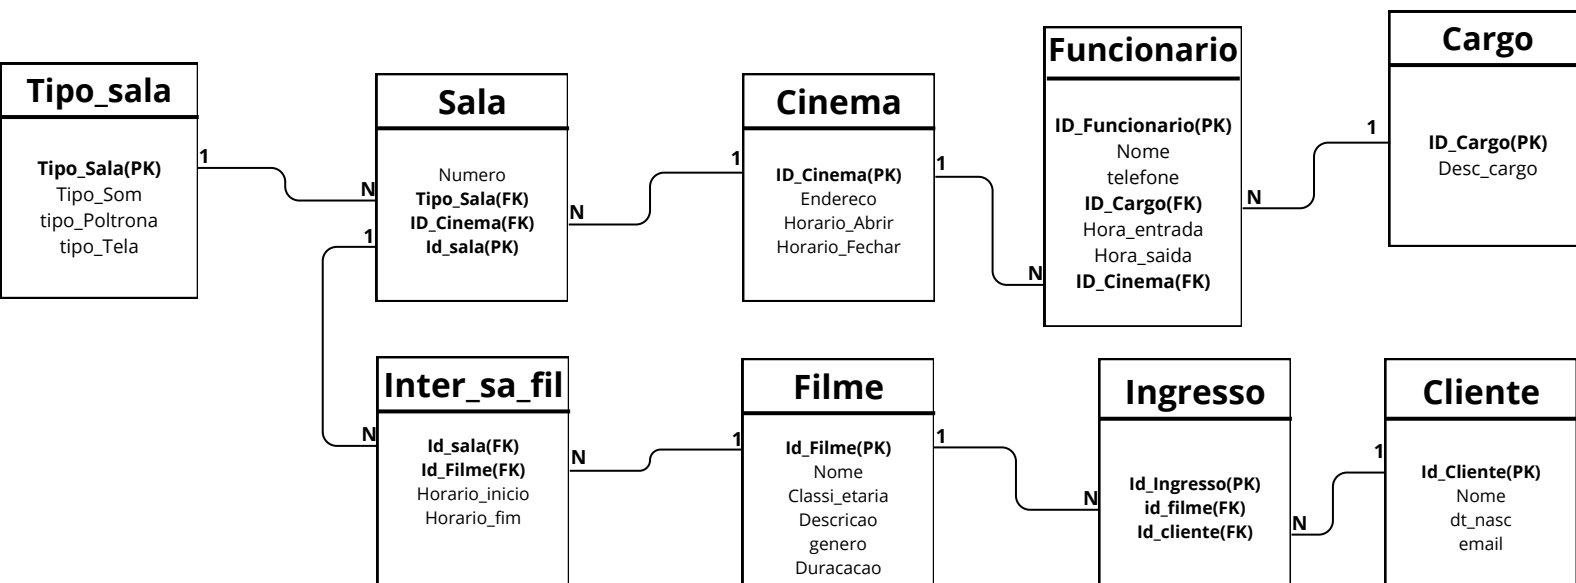 Tipo_sala
Tipo_Sala(PK)
Tipo_Som
tipo_Poltrona
tipo_Tela
1
N
Sala
Numero
Tipo_Sala(FK)
ID_Cinema(FK)
Id_sala(PK)
1
N
1
Cinema
ID_Cinema(PK)
Endereco
Horario_Abrir
Horario_Fechar
1
N
Funcionario
ID_Funcionario(PK)
Nome
telefone
ID_Cargo(FK)
Hora_entrada
Hora_saida
ID_Cinema(FK)
N
1
Cargo
ID_Cargo(PK)
Desc_cargo
N
Inter_sa_fil
Id_sala(FK)
Id_Filme(FK)
Horario_inicio
Horario_fim
N
1
Filme
Id_Filme(PK)
Nome
Classi_etaria
Descricao
genero
Duracacao
1
N
Ingresso
Id_Ingresso(PK)
id_filme(FK)
Id_cliente(FK)
N
1
Cliente
Id_Cliente(PK)
Nome
dt_nasc
email